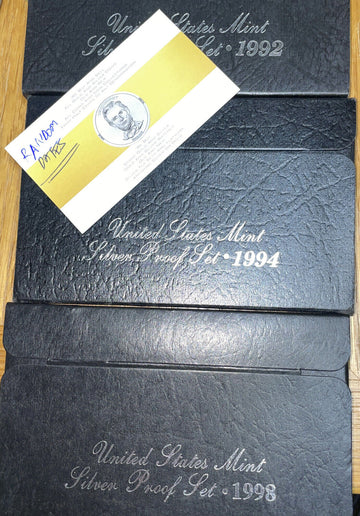 United States Mint
Silver Proof Set • 1992
RANDOM
DATES
United States Mint
Silver Proof Set • 1994
United States Mint
Silver Proof Set • 1998